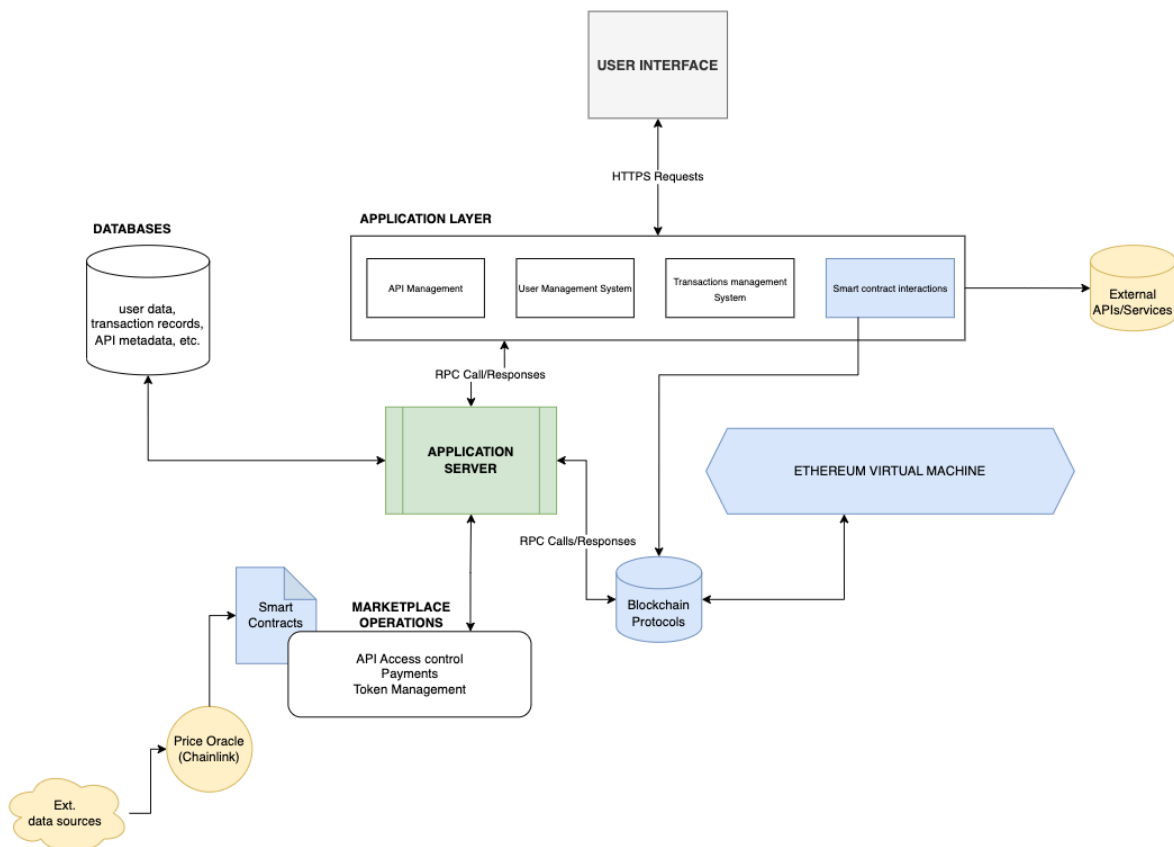 USER INTERFACE
HTTPS Requests
APPLICATION LAYER
API Management
User Management System
Transactions management
System
Smart contract interactions
External
APIs/Services
DATABASES
user data,
transaction records,
API metadata, etc.
RPC Call/Responses
APPLICATION
SERVER
ETHEREUM VIRTUAL MACHINE
RPC Calls/Responses
Blockchain
Protocols
Smart
Contracts
MARKETPLACE
OPERATIONS
API Access control
Payments
Token Management
Price Oracle
(Chainlink)
Ext.
data sources